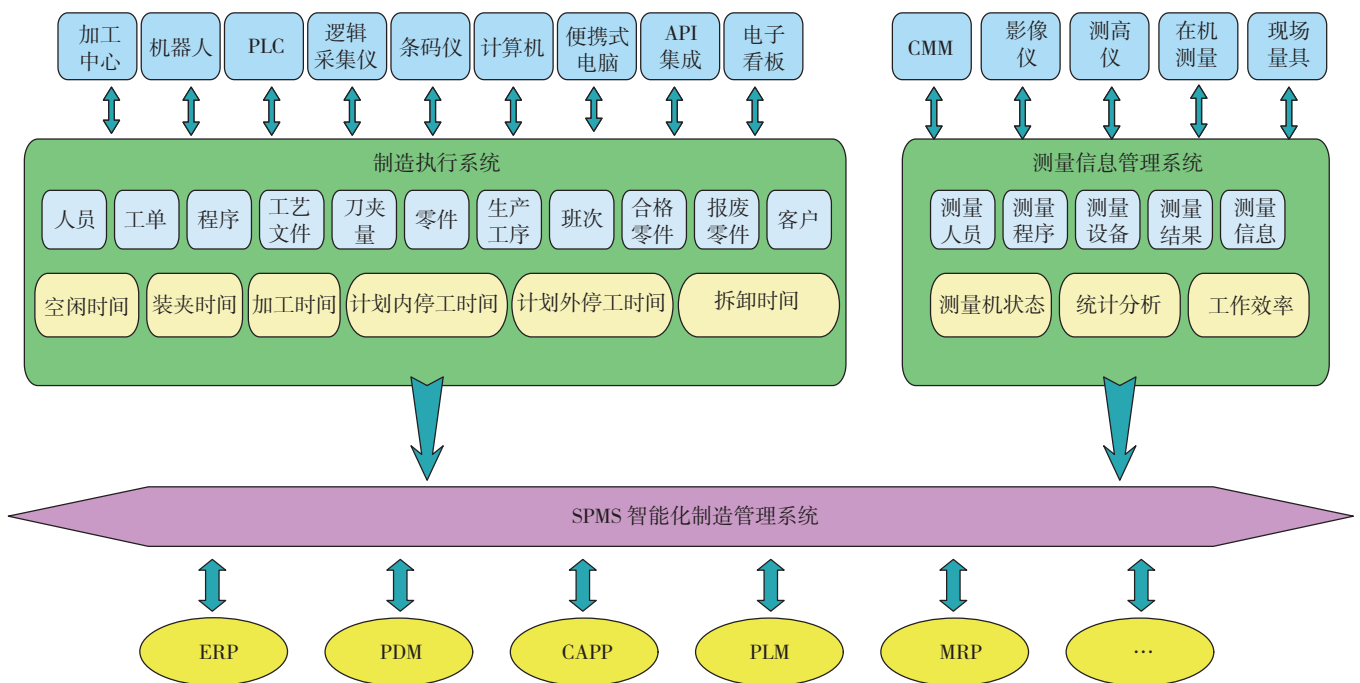 加工
中心
机器人
PLC
逻辑
采集仪
条码仪
计算机
便携式
电脑
API
集成
电子
看板
CMM
影像
仪
测高
仪
在机
测量
现场
量具
制造执行系统
人员
工单
程序
工艺
文件
刀夹
量
零件
生产
工序
班次
合格
零件
报废
零件
客户
空闲时间
装夹时间
加工时间
计划内停工时间
计划外停工时间
拆卸时间
测量信息管理系统
测量
人员
测量
程序
测量
设备
测量
结果
测量
信息
测量机状态
统计分析
工作效率
SPMS 智能化制造管理系统
ERP
PDM
CAPP
PLM
MRP
…